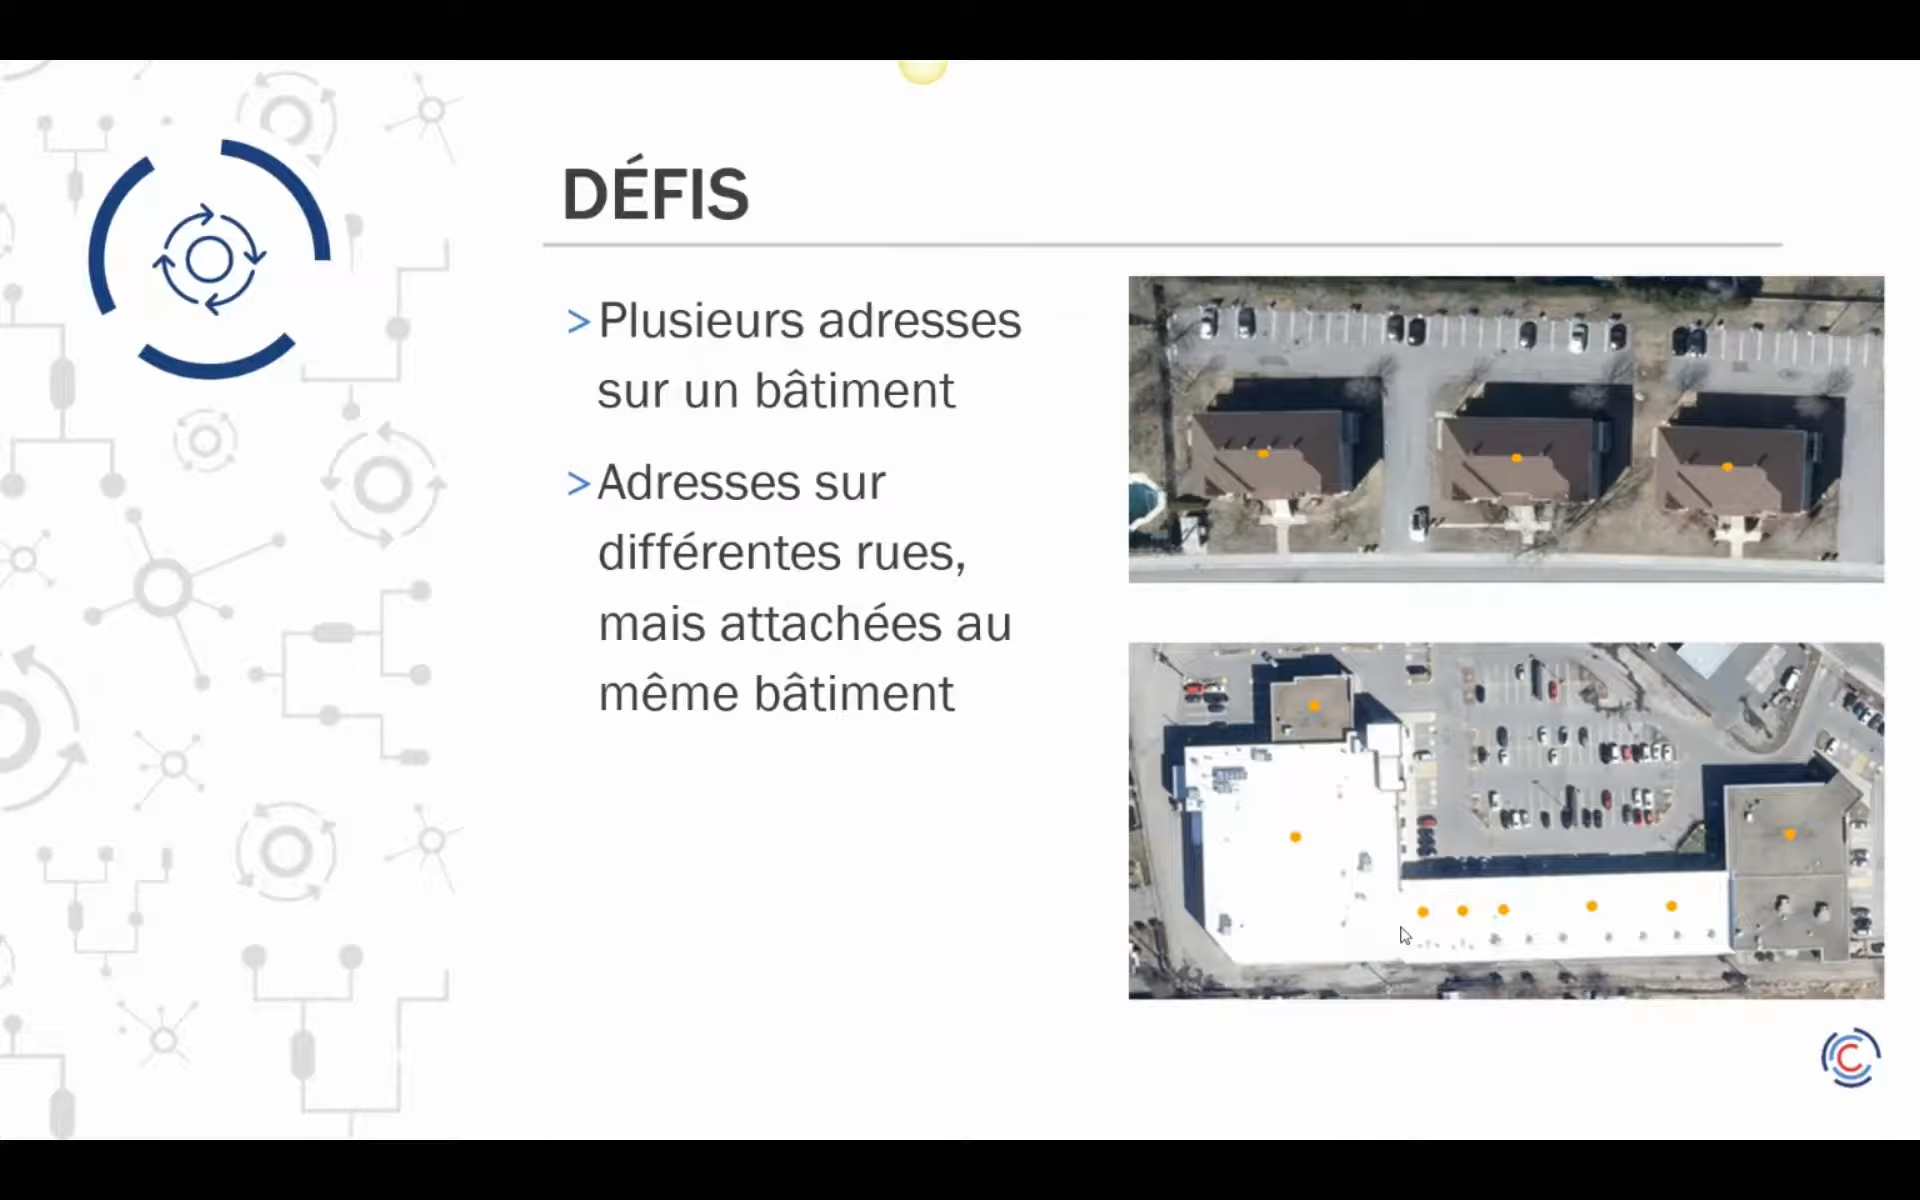 DÉFIS
> Plusieurs adresses
sur un bâtiment
> Adresses sur
différentes rues,
mais attachées au
même bâtiment